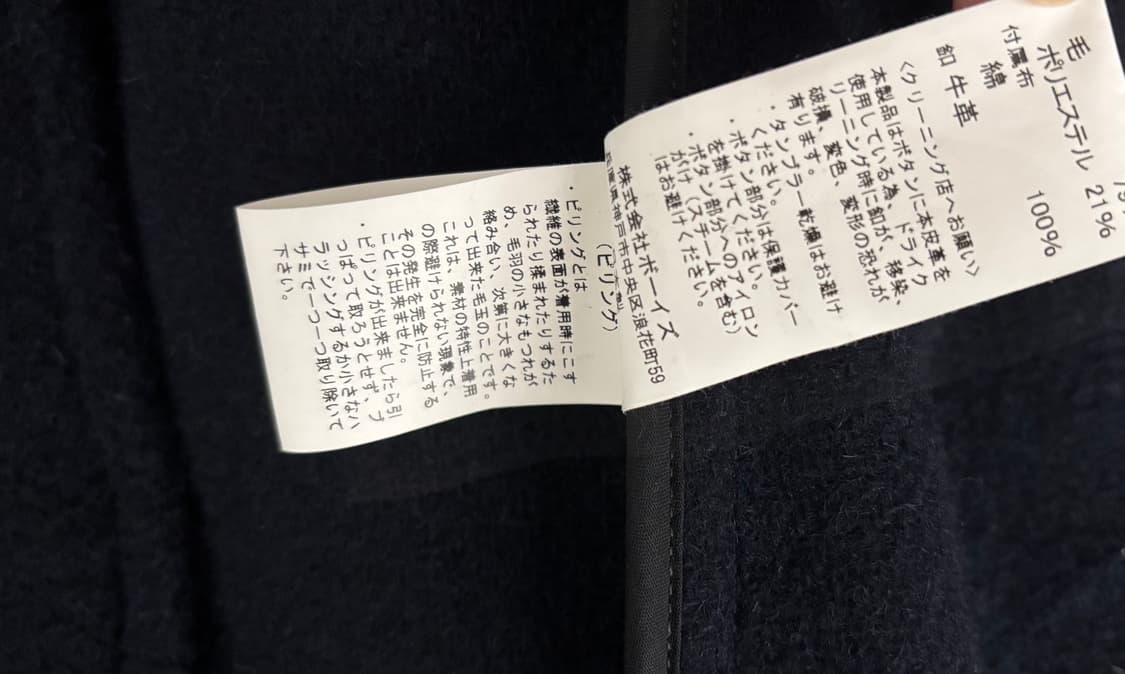 毛
ポリエステル 21%
付属布
綿 100%
釦 牛革
〈クリーニング店へお願い〉
本製品はボタンに本皮革を
使用している為、ドライク
リーニング時に釦が、移染、
破損、変色、変形の恐れが
有ります。
・タンブラー乾燥はお避け
ください。
・ボタン部分は保護カバー
を掛けてください。
・ボタン部分へのアイロン
がけ(スチームを含む)
はお避けください。
株式会社ボーイズ
兵庫県神戸市中央区浪花町59
(ピリング)
・ピリングとは
繊維の表面が着用時にこす
られたり揉まれたりするた
め、毛羽の小さなもつれが
絡み合い、次第に大きくな
って出来た毛玉のことです。
これは、素材の特性上着用
の際避けられない現象で、
その発生を完全に防止する
ことは出来ません。
・ピリングが出来ましたら引
っぱって取ろうとせず、ブ
ラッシングするか小さなハ
サミで一つ一つ取り除いて
下さい。